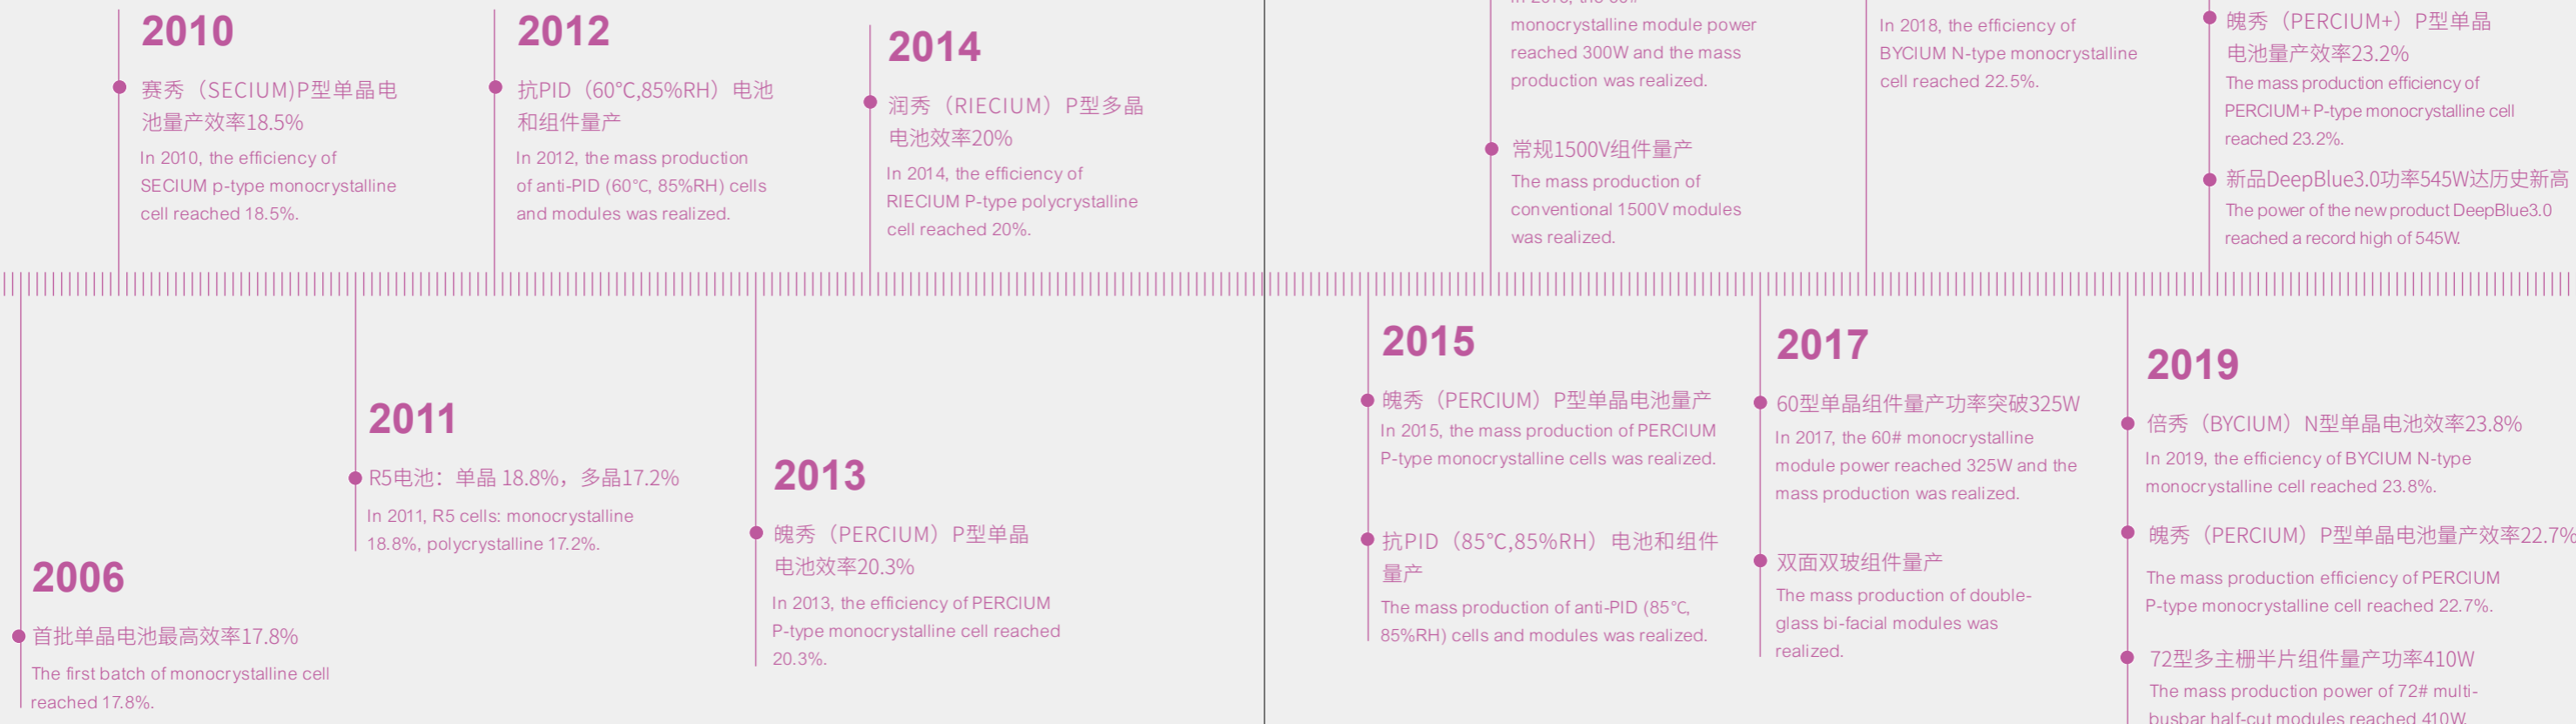 2010
赛秀（SECIUM)P型单晶电
池量产效率18.5%
In 2010, the efficiency of
SECIUM p-type monocrystalline
cell reached 18.5%.
2012
抗PID（60℃,85%RH）电池
和组件量产
In 2012, the mass production
of anti-PID (60℃, 85%RH) cells
and modules was realized.
2014
润秀（RIECIUM）P型多晶
电池效率20%
In 2014, the efficiency of
RIECIUM P-type polycrystalline
cell reached 20%.
monocrystalline module power
reached 300W and the mass
production was realized.
常规1500V组件量产
The mass production of
conventional 1500V modules
was realized.
In 2018, the efficiency of
BYCIUM N-type monocrystalline
cell reached 22.5%.
魄秀（PERCIUM+）P型单晶
电池量产效率23.2%
The mass production efficiency of
PERCIUM+ P-type monocrystalline cell
reached 23.2%.
新品DeepBlue3.0功率545W达历史新高
The power of the new product DeepBlue3.0
reached a record high of 545W.
2006
首批单晶电池最高效率17.8%
The first batch of monocrystalline cell
reached 17.8%.
2011
R5电池：单晶 18.8%，多晶17.2%
In 2011, R5 cells: monocrystalline
18.8%, polycrystalline 17.2%.
2013
魄秀（PERCIUM）P型单晶
电池效率20.3%
In 2013, the efficiency of PERCIUM
P-type monocrystalline cell reached
20.3%.
2015
魄秀（PERCIUM）P型单晶电池量产
In 2015, the mass production of PERCIUM
P-type monocrystalline cells was realized.
抗PID（85℃,85%RH）电池和组件
量产
The mass production of anti-PID (85℃,
85%RH) cells and modules was realized.
2017
60型单晶组件量产功率突破325W
In 2017, the 60# monocrystalline
module power reached 325W and the
mass production was realized.
双面双玻组件量产
The mass production of double-
glass bi-facial modules was
realized.
2019
倍秀（BYCIUM）N型单晶电池效率23.8%
In 2019, the efficiency of BYCIUM N-type
monocrystalline cell reached 23.8%.
魄秀（PERCIUM）P型单晶电池量产效率22.7%
The mass production efficiency of PERCIUM
P-type monocrystalline cell reached 22.7%.
72型多主栅半片组件量产功率410W
The mass production power of 72# multi-
busbar half-cut modules reached 410W.